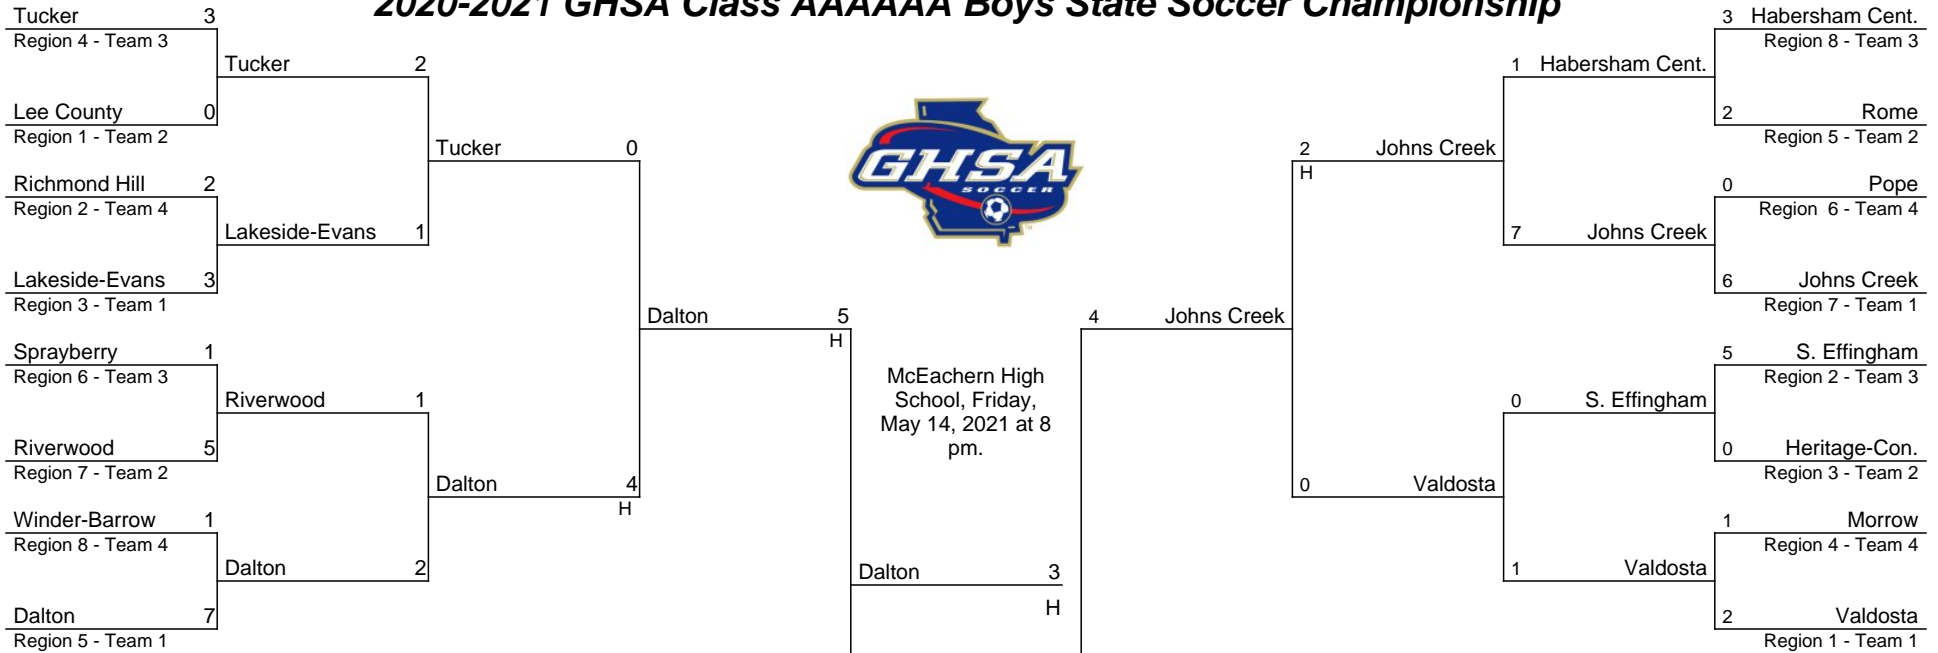 2020-2021 GHSA Class AAAAAA Boys State Soccer Championship
Tucker 3
Region 4 - Team 3
Lee County 0
Region 1 - Team 2
Richmond Hill 2
Region 2 - Team 4
Lakeside-Evans 3
Region 3 - Team 1
Sprayberry 1
Region 6 - Team 3
Riverwood 5
Region 7 - Team 2
Winder-Barrow 1
Region 8 - Team 4
Dalton 7
Region 5 - Team 1
Tucker 2
Lakeside-Evans 1
Riverwood 1
Dalton 2
Tucker 0
Dalton 4
H
Dalton 5
H
GHSA
SOCCER
McEachern High
School, Friday,
May 14, 2021 at 8
pm.
Dalton 3
H
4 Johns Creek
2 Johns Creek
H
0 Valdosta
1 Habersham Cent.
7 Johns Creek
0 S. Effingham
1 Valdosta
3 Habersham Cent.
Region 8 - Team 3
2 Rome
Region 5 - Team 2
0 Pope
Region 6 - Team 4
6 Johns Creek
Region 7 - Team 1
5 S. Effingham
Region 2 - Team 3
0 Heritage-Con.
Region 3 - Team 2
1 Morrow
Region 4 - Team 4
2 Valdosta
Region 1 - Team 1